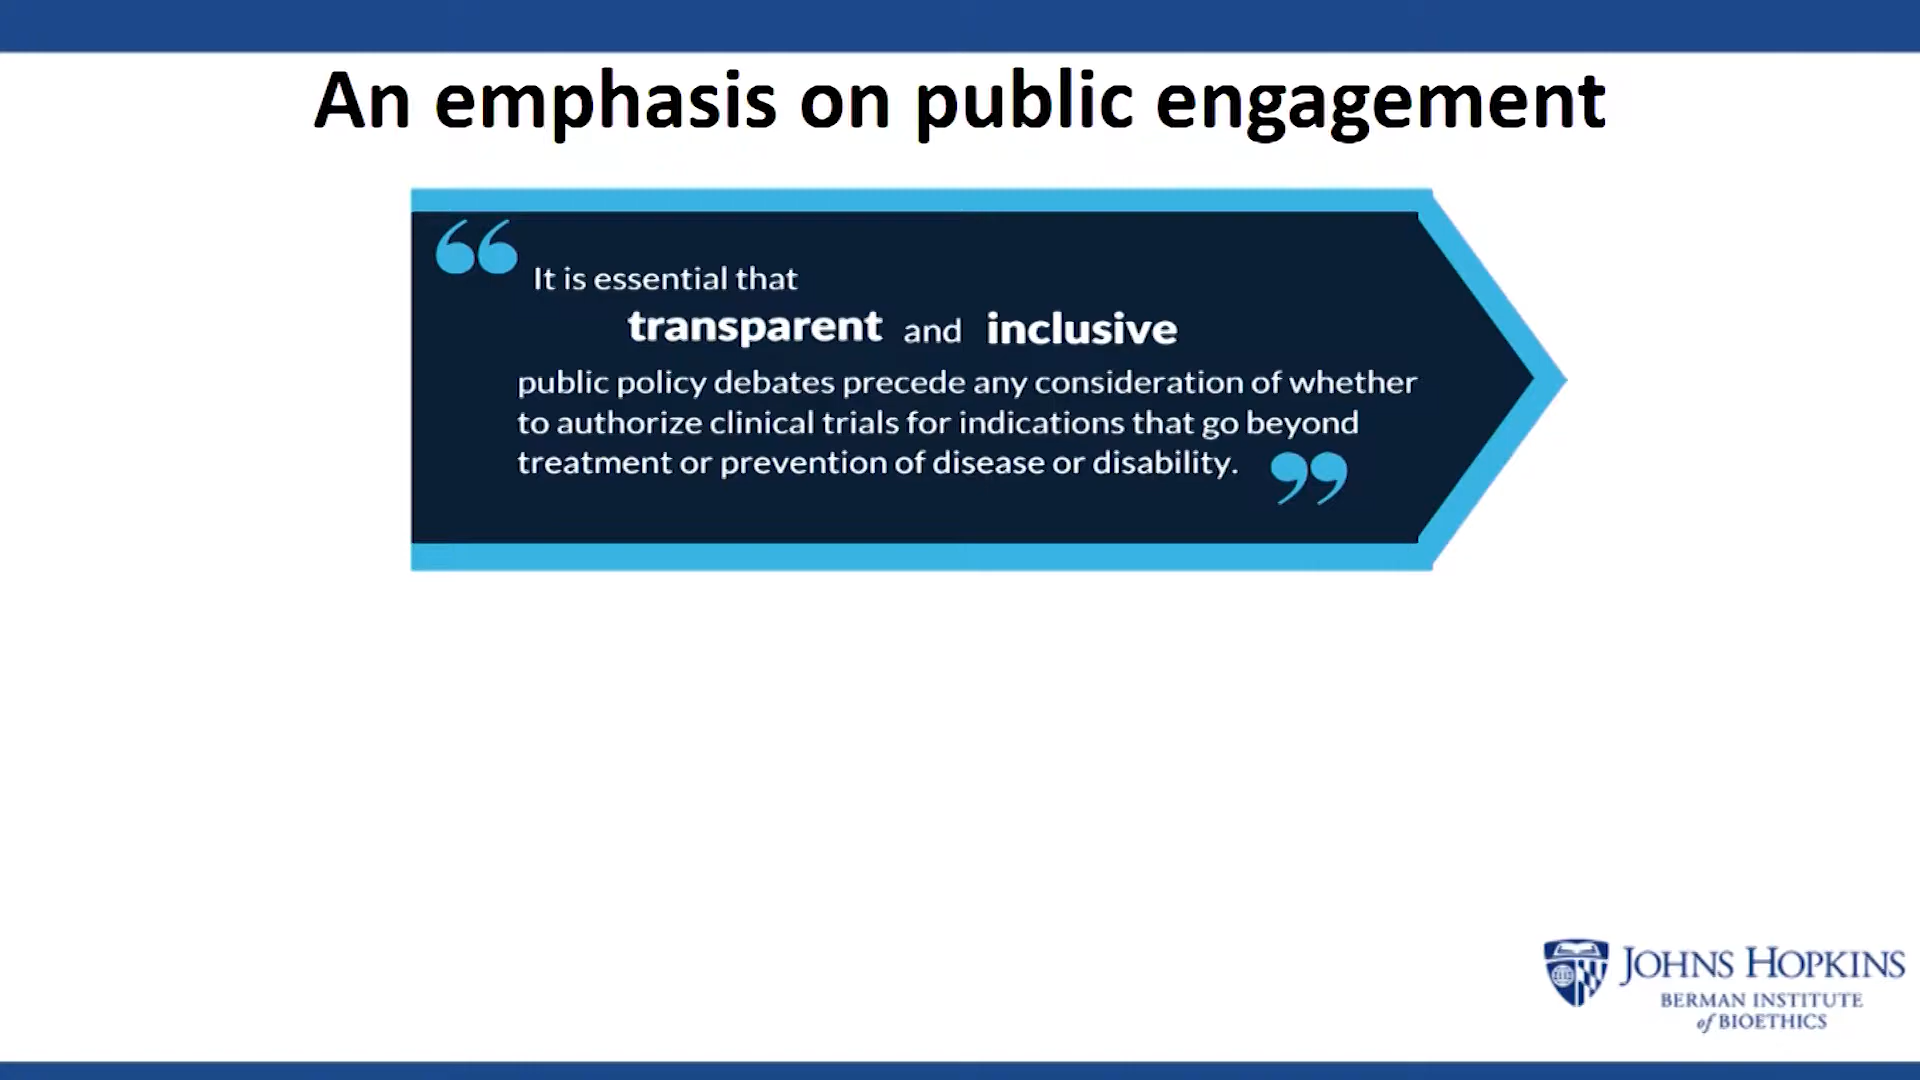 An emphasis on public engagement
“ It is essential that
transparent and inclusive
public policy debates precede any consideration of whether
to authorize clinical trials for indications that go beyond
treatment or prevention of disease or disability. ”
JOHNS HOPKINS
BERMAN INSTITUTE
of BIOETHICS